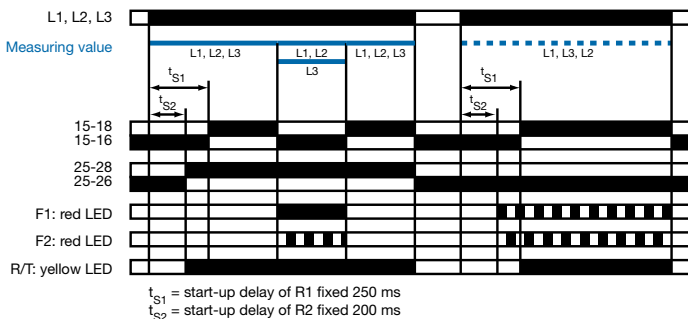 L1, L2, L3
Measuring value
L1, L2, L3
L1, L2
L1, L2, L3
L3
L1, L3, L2
tS1
tS1
tS2
tS2
15-18
15-16
25-28
25-26
F1: red LED
F2: red LED
R/T: yellow LED
tS1 = start-up delay of R1 fixed 250 ms
tS2 = start-up delay of R2 fixed 200 ms